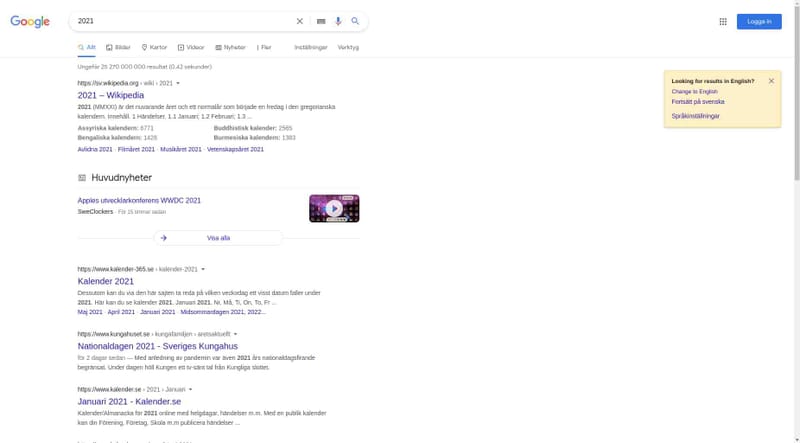 Google
2021
Logga in
Allt Bilder Kartor Videor Nyheter Fler Inställningar Verktyg
Ungefär 25 270 000 000 resultat (0,42 sekunder)
Looking for results in English?
Change to English
Fortsätt på svenska
Språkinställningar
https://sv.wikipedia.org › wiki › 2021
2021 – Wikipedia
2021 (MMXXI) är det nuvarande året och ett normalår som började en fredag i den gregorianska
kalendern. Innehåll. 1 Händelser. 1.1 Januari; 1.2 Februari; 1.3 ...
Assyriska kalendern: 6771 Buddhistisk kalender: 2565
Bengaliska kalendern: 1428 Burmesiska kalendern: 1383
Avlidna 2021 · Filmåret 2021 · Musikåret 2021 · Vetenskapsåret 2021
Huvudnyheter
Apples utvecklarkonferens WWDC 2021
SweClockers · För 15 timmar sedan
Visa alla
https://www.kalender-365.se › kalender-2021
Kalender 2021
Dessutom kan du via den här sajten ta reda på vilken veckodag ett visst datum faller under
2021. Här kan du se kalender 2021. Januari 2021. Nr, Må, Ti, On, To, Fr ...
Maj 2021 · April 2021 · Januari 2021 · Midsommardagen 2021, 2022...
https://www.kungahuset.se › kungafamiljen › aretsaktuellt
Nationaldagen 2021 - Sveriges Kungahus
för 2 dagar sedan — Med anledning av pandemin var även 2021 års nationaldagsfirande
begränsat. Under dagen höll Kungen ett tv-sänt tal från Kungliga slottet.
https://www.kalender.se › 2021 › Januari
Januari 2021 - Kalender.se
Kalender/Almanacka för 2021 online med helgdagar, händelser m.m. Med en publik kalender
kan din Förening, Företag, Skola m.m publicera händelser ...